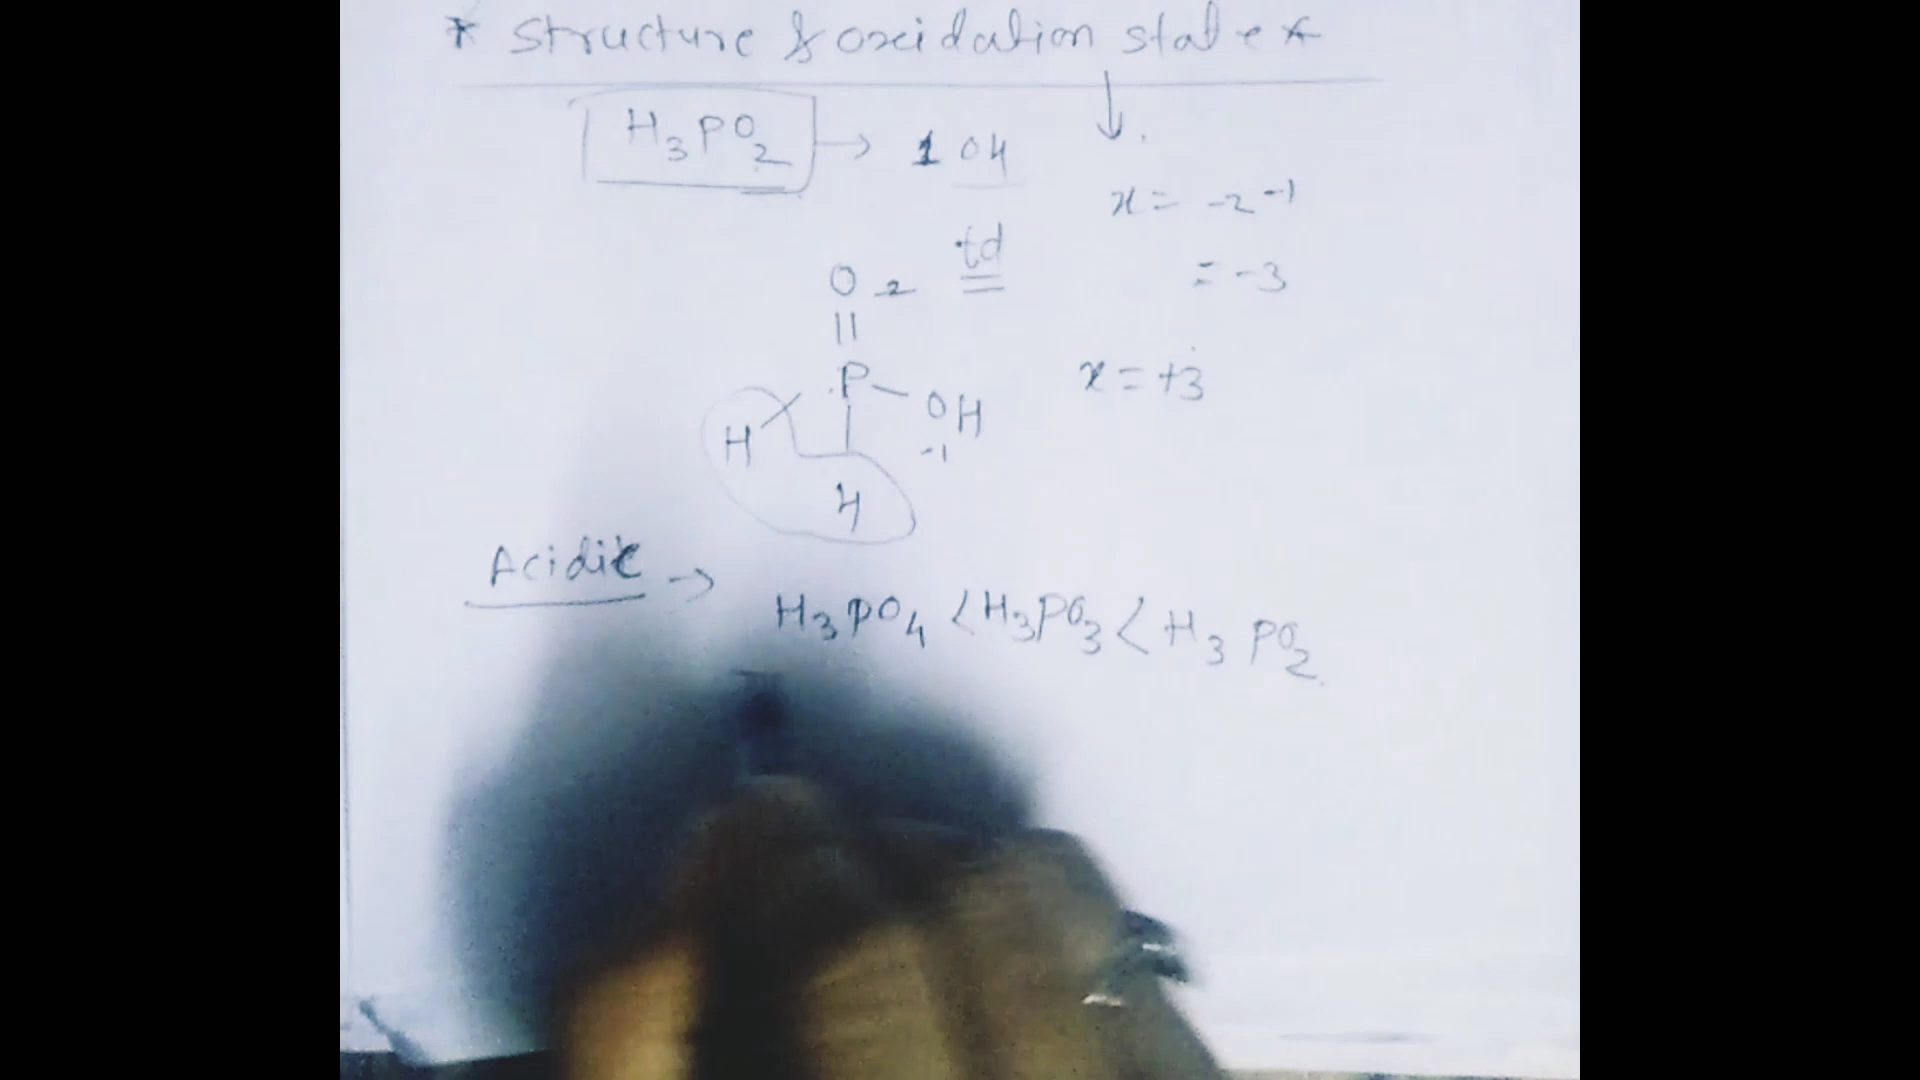 * Structure & oxidation state *
H3PO2 → 1 OH
td
x = -2 -1
= -3
x = +3
O -2
||
P - OH
-1
H
H
Acidic → H3PO4 < H3PO3 < H3PO2